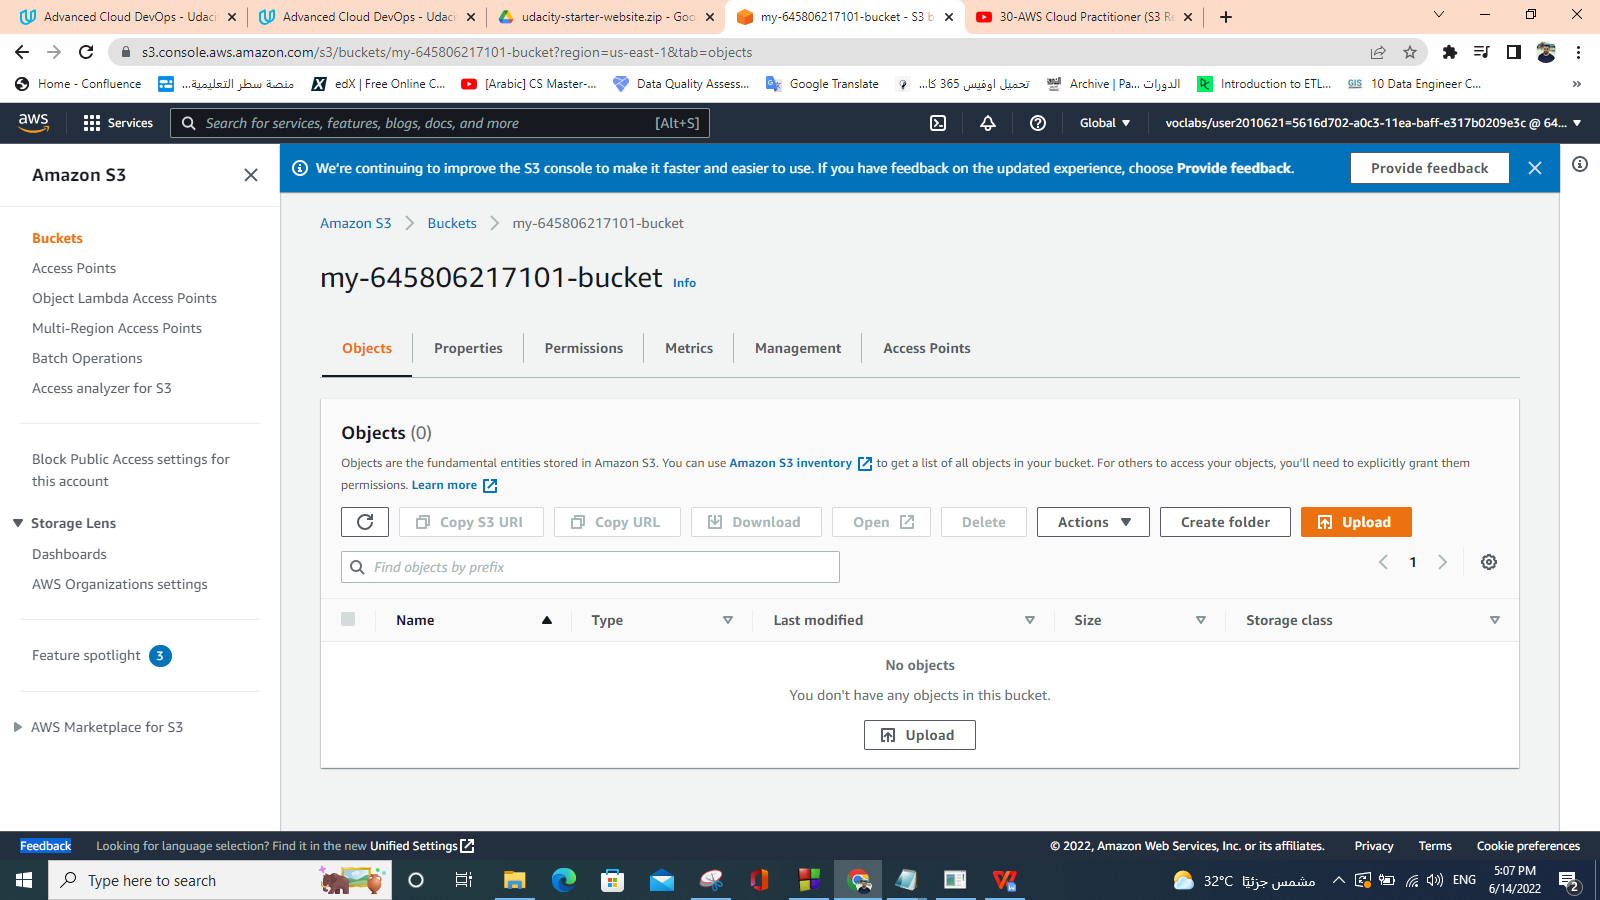 Advanced Cloud DevOps - Udaci
Advanced Cloud DevOps - Udaci
udacity-starter-website.zip - Goo
my-645806217101-bucket - S3 b
30-AWS Cloud Practitioner (S3 Re
s3.console.aws.amazon.com/s3/buckets/my-645806217101-bucket?region=us-east-1&tab=objects
Home - Confluence
منصة سطر التعليمية...
edX | Free Online C...
[Arabic] CS Master-...
Data Quality Assess...
Google Translate
تحميل اوفيس 365 كا...
Archive | Pa... الدورات
Introduction to ETL...
10 Data Engineer C...
»
aws
Services
Search for services, features, blogs, docs, and more
[Alt+S]
Global
voclabs/user2010621=5616d702-a0c3-11ea-baff-e317b0209e3c @ 64...
Amazon S3
We're continuing to improve the S3 console to make it faster and easier to use. If you have feedback on the updated experience, choose Provide feedback.
Provide feedback
Buckets
Access Points
Object Lambda Access Points
Multi-Region Access Points
Batch Operations
Access analyzer for S3
Block Public Access settings for
this account
Storage Lens
Dashboards
AWS Organizations settings
Feature spotlight 3
AWS Marketplace for S3
Amazon S3 > Buckets > my-645806217101-bucket
my-645806217101-bucket Info
Objects
Properties
Permissions
Metrics
Management
Access Points
Objects (0)
Objects are the fundamental entities stored in Amazon S3. You can use Amazon S3 inventory to get a list of all objects in your bucket. For others to access your objects, you'll need to explicitly grant them
permissions. Learn more
Copy S3 URI
Copy URL
Download
Open
Delete
Actions
Create folder
Upload
Find objects by prefix
1
Name
Type
Last modified
Size
Storage class
No objects
You don't have any objects in this bucket.
Upload
Feedback
Looking for language selection? Find it in the new Unified Settings
© 2022, Amazon Web Services, Inc. or its affiliates.
Privacy
Terms
Cookie preferences
Type here to search
32°C مشمس جزئيًا
ENG
5:07 PM
6/14/2022
2